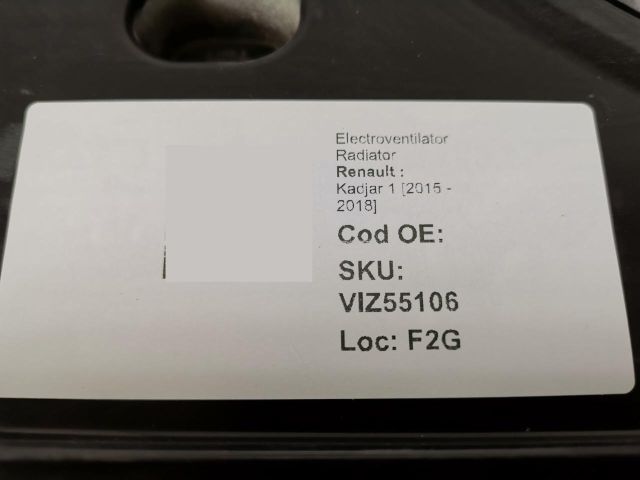 Electroventilator
Radiator
Renault :
Kadjar 1 [2015 -
2018]
Cod OE:
SKU:
VIZ55106
Loc: F2G